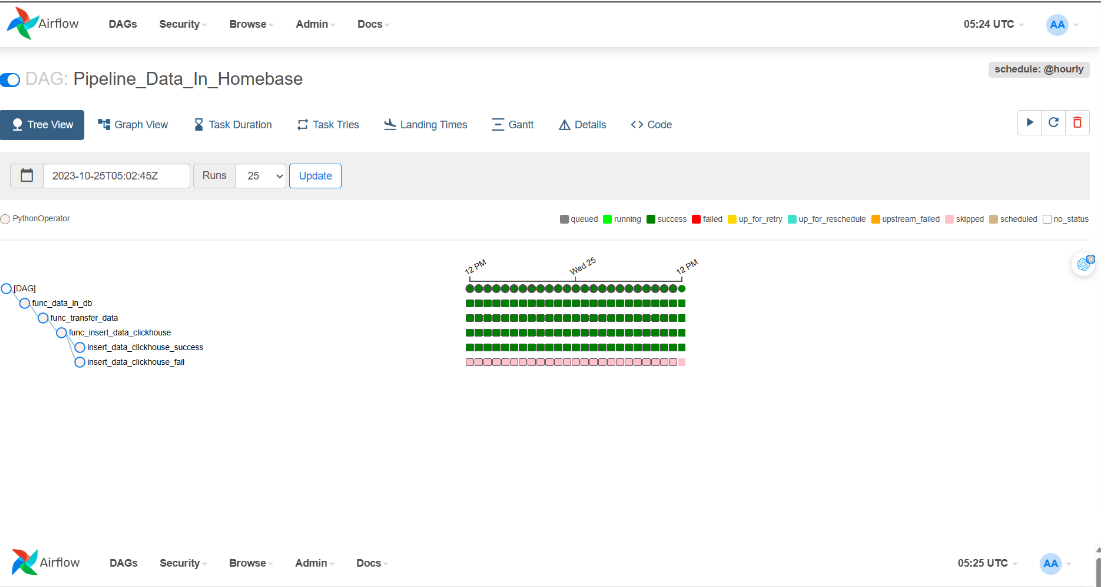 Airflow DAGs Security Browse Admin Docs 05:24 UTC AA
schedule: @hourly
DAG: Pipeline_Data_In_Homebase
Tree View Graph View Task Duration Task Tries Landing Times Gantt Details Code
2023-10-25T05:02:45Z Runs 25 Update
PythonOperator queued running success failed up_for_retry up_for_reschedule upstream_failed skipped scheduled no_status
12 PM Wed 25 12 PM
[DAG]
func_data_in_db
func_transfer_data
func_insert_data_clickhouse
insert_data_clickhouse_success
insert_data_clickhouse_fail
Airflow DAGs Security Browse Admin Docs 05:25 UTC AA